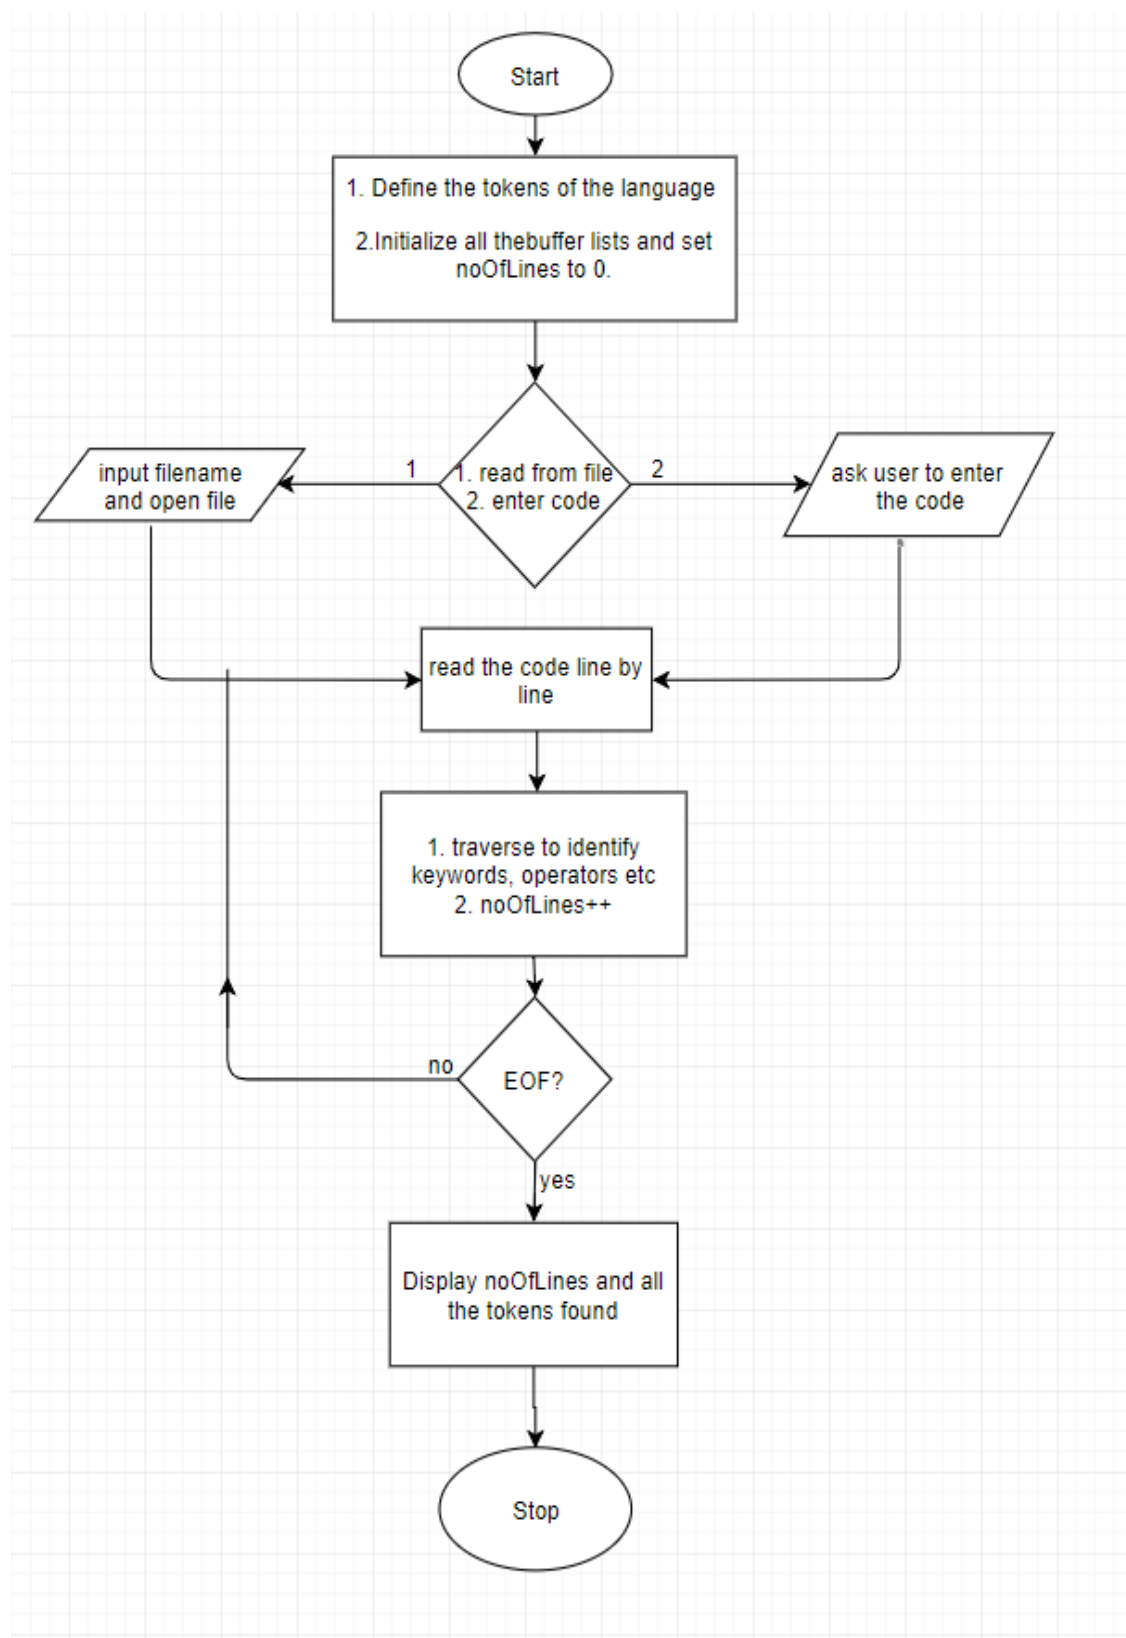 Start
1. Define the tokens of the language
2.Initialize all thebuffer lists and set
noOfLines to 0.
input filename
and open file
1
1. read from file
2. enter code
2
ask user to enter
the code
read the code line by
line
1. traverse to identify
keywords, operators etc
2. noOfLines++
no
EOF?
yes
Display noOfLines and all
the tokens found
Stop